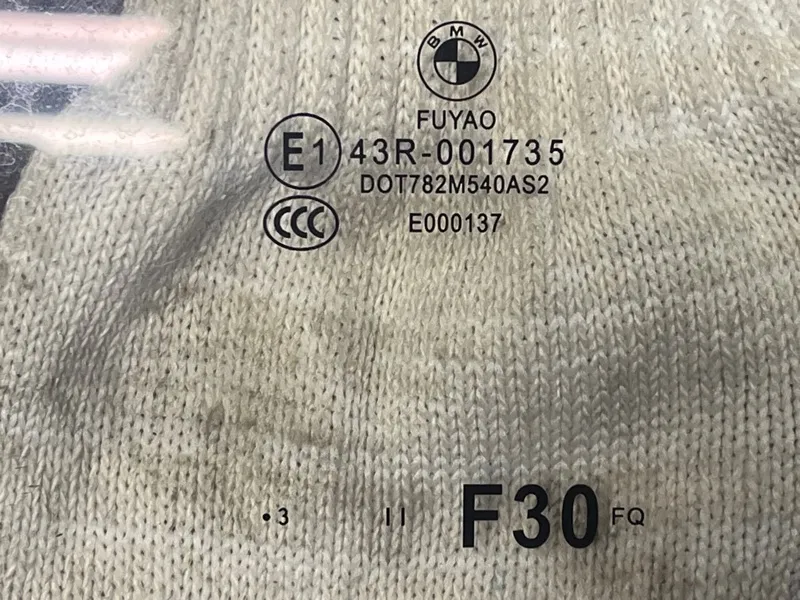 BMW
FUYAO
E1 43R-001735
DOT782M540AS2
CCC E000137
•3 II F30 FQ